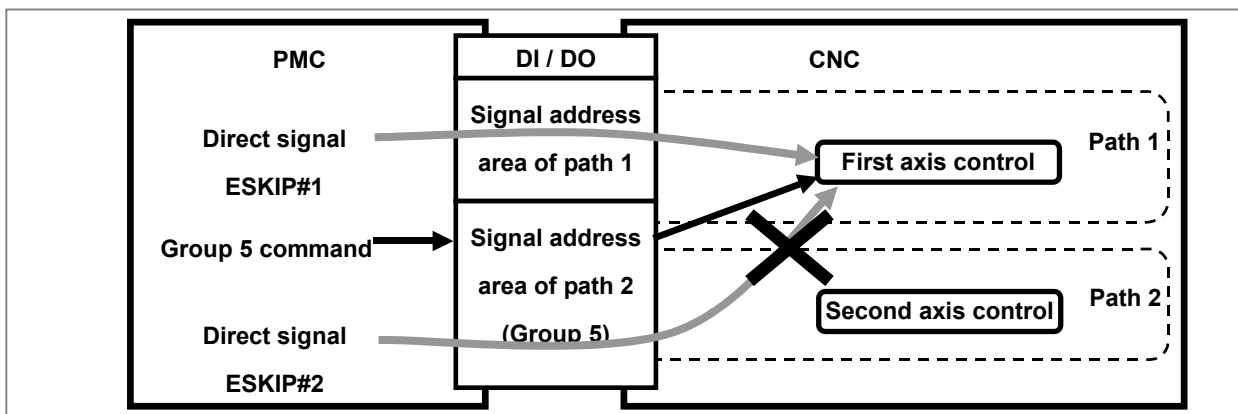 PMC
DI / DO
CNC
Direct signal
ESKIP#1
Signal address
area of path 1
First axis control
Path 1
Group 5 command
Signal address
area of path 2
(Group 5)
Second axis control
Path 2
Direct signal
ESKIP#2